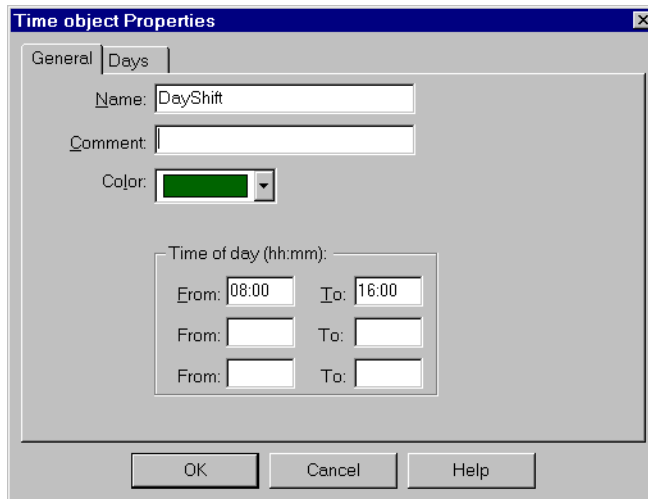 Time object Properties
General Days
Name: DayShift
Comment:
Color:
Time of day (hh:mm):
From: 08:00 To: 16:00
From: To:
From: To:
OK Cancel Help